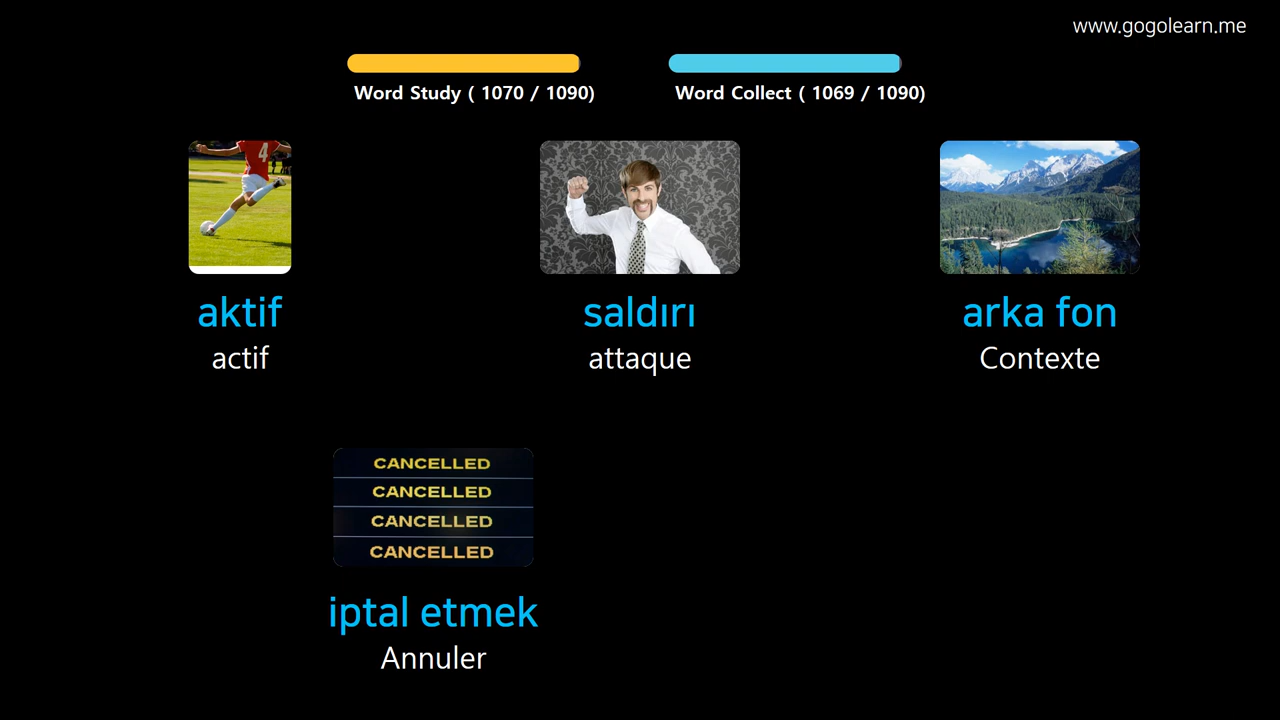 www.gogolearn.me
Word Study ( 1070 / 1090)
Word Collect ( 1069 / 1090)
4
aktif
actif
saldırı
attaque
arka fon
Contexte
CANCELLED
CANCELLED
CANCELLED
CANCELLED
iptal etmek
Annuler